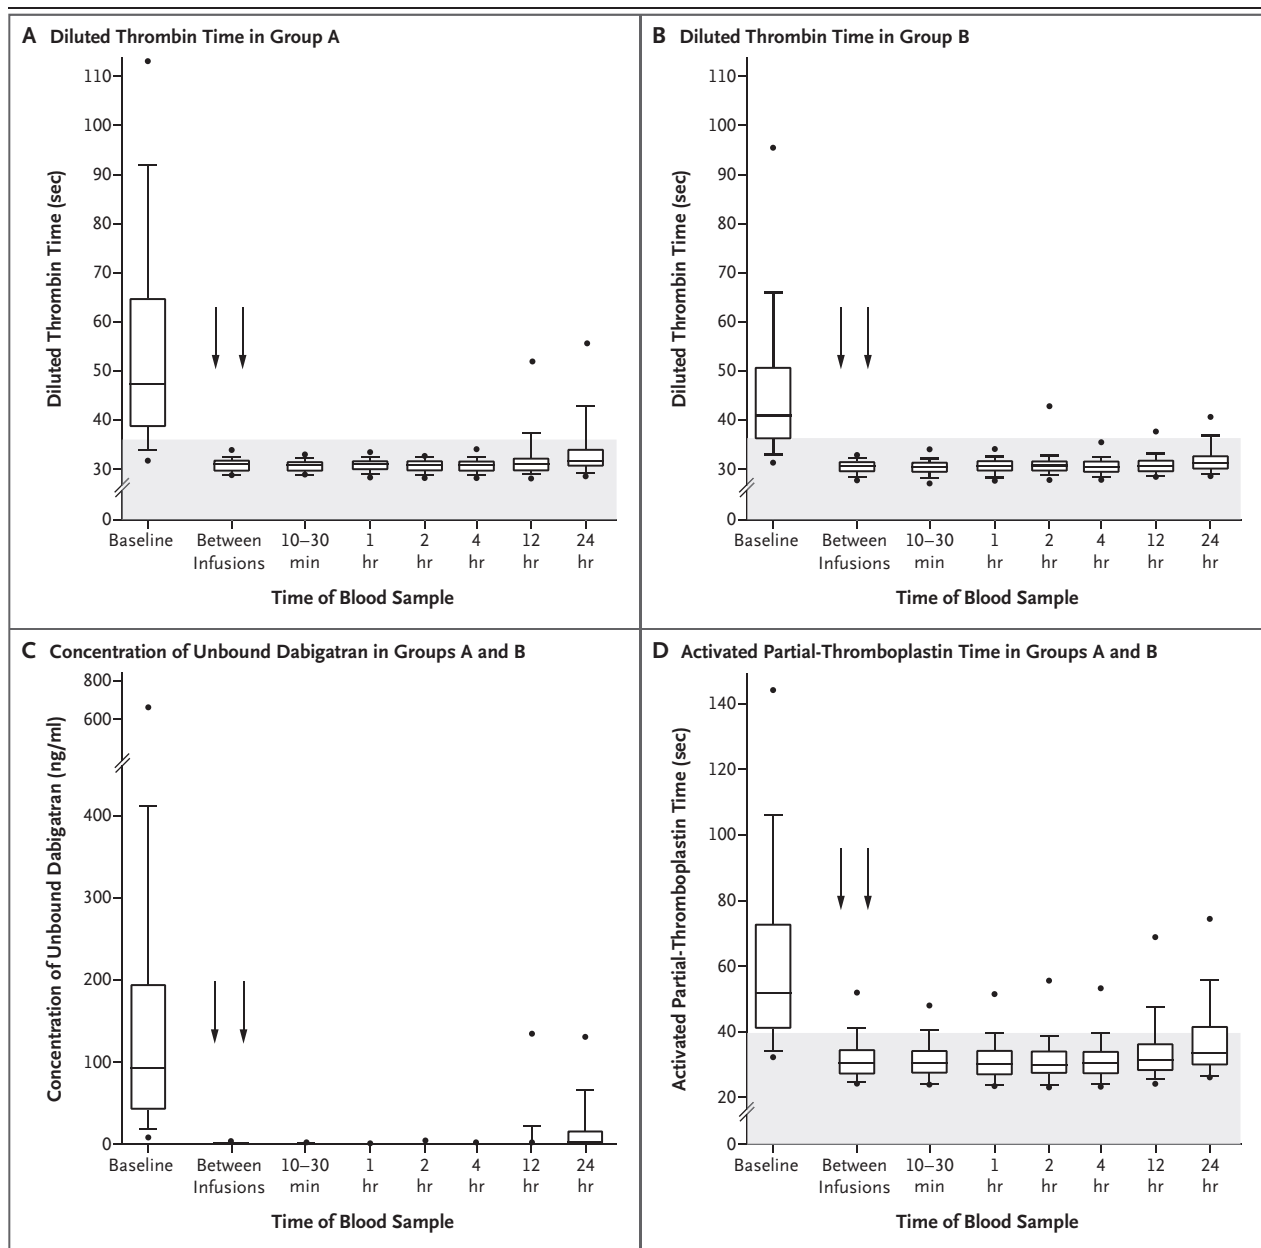 A Diluted Thrombin Time in Group A
Diluted Thrombin Time (sec)
110
100
90
80
70
60
50
40
30
0
Baseline Between Infusions 10–30 min 1 hr 2 hr 4 hr 12 hr 24 hr
Time of Blood Sample
B Diluted Thrombin Time in Group B
Diluted Thrombin Time (sec)
110
100
90
80
70
60
50
40
30
0
Baseline Between Infusions 10–30 min 1 hr 2 hr 4 hr 12 hr 24 hr
Time of Blood Sample
C Concentration of Unbound Dabigatran in Groups A and B
Concentration of Unbound Dabigatran (ng/ml)
800
600
400
300
200
100
0
Baseline Between Infusions 10–30 min 1 hr 2 hr 4 hr 12 hr 24 hr
Time of Blood Sample
D Activated Partial-Thromboplastin Time in Groups A and B
Activated Partial-Thromboplastin Time (sec)
140
120
100
80
60
40
20
0
Baseline Between Infusions 10–30 min 1 hr 2 hr 4 hr 12 hr 24 hr
Time of Blood Sample